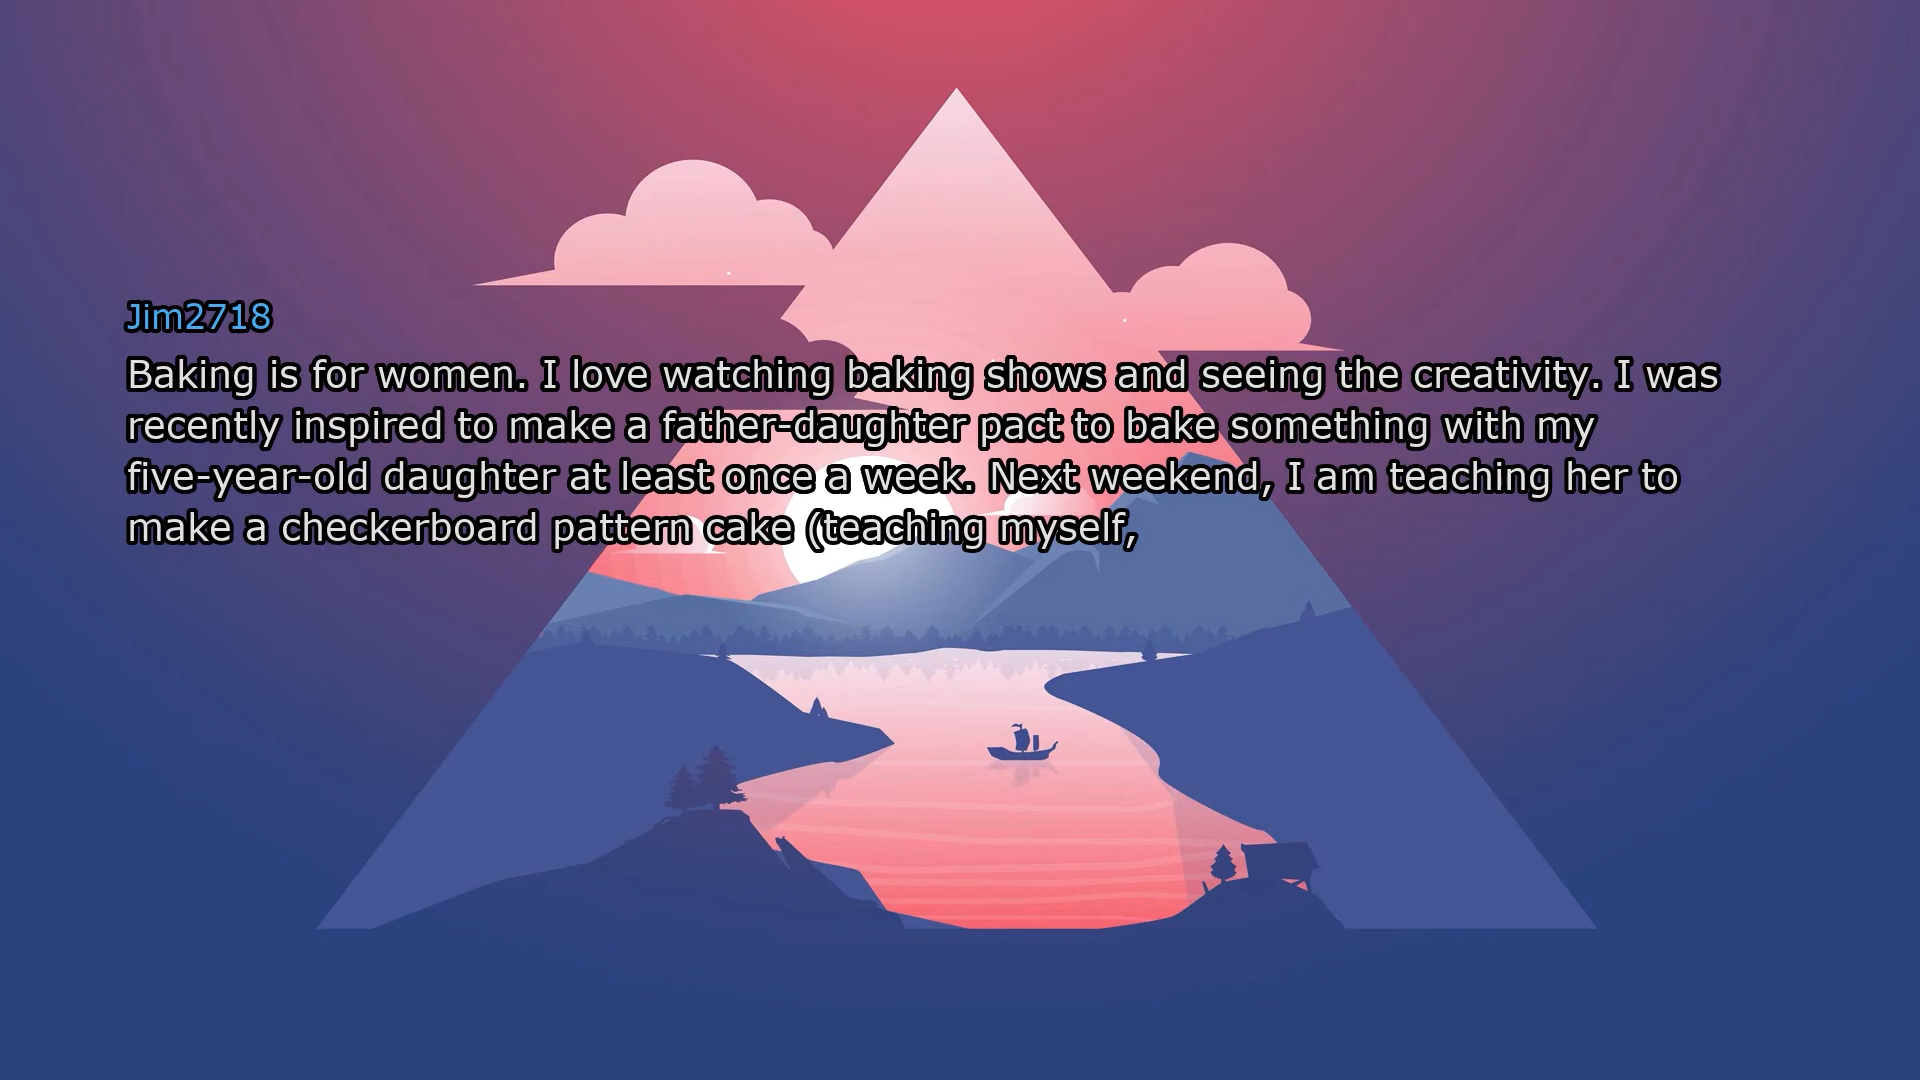 Jim2718
Baking is for women. I love watching baking shows and seeing the creativity. I was
recently inspired to make a father-daughter pact to bake something with my
five-year-old daughter at least once a week. Next weekend, I am teaching her to
make a checkerboard pattern cake (teaching myself,